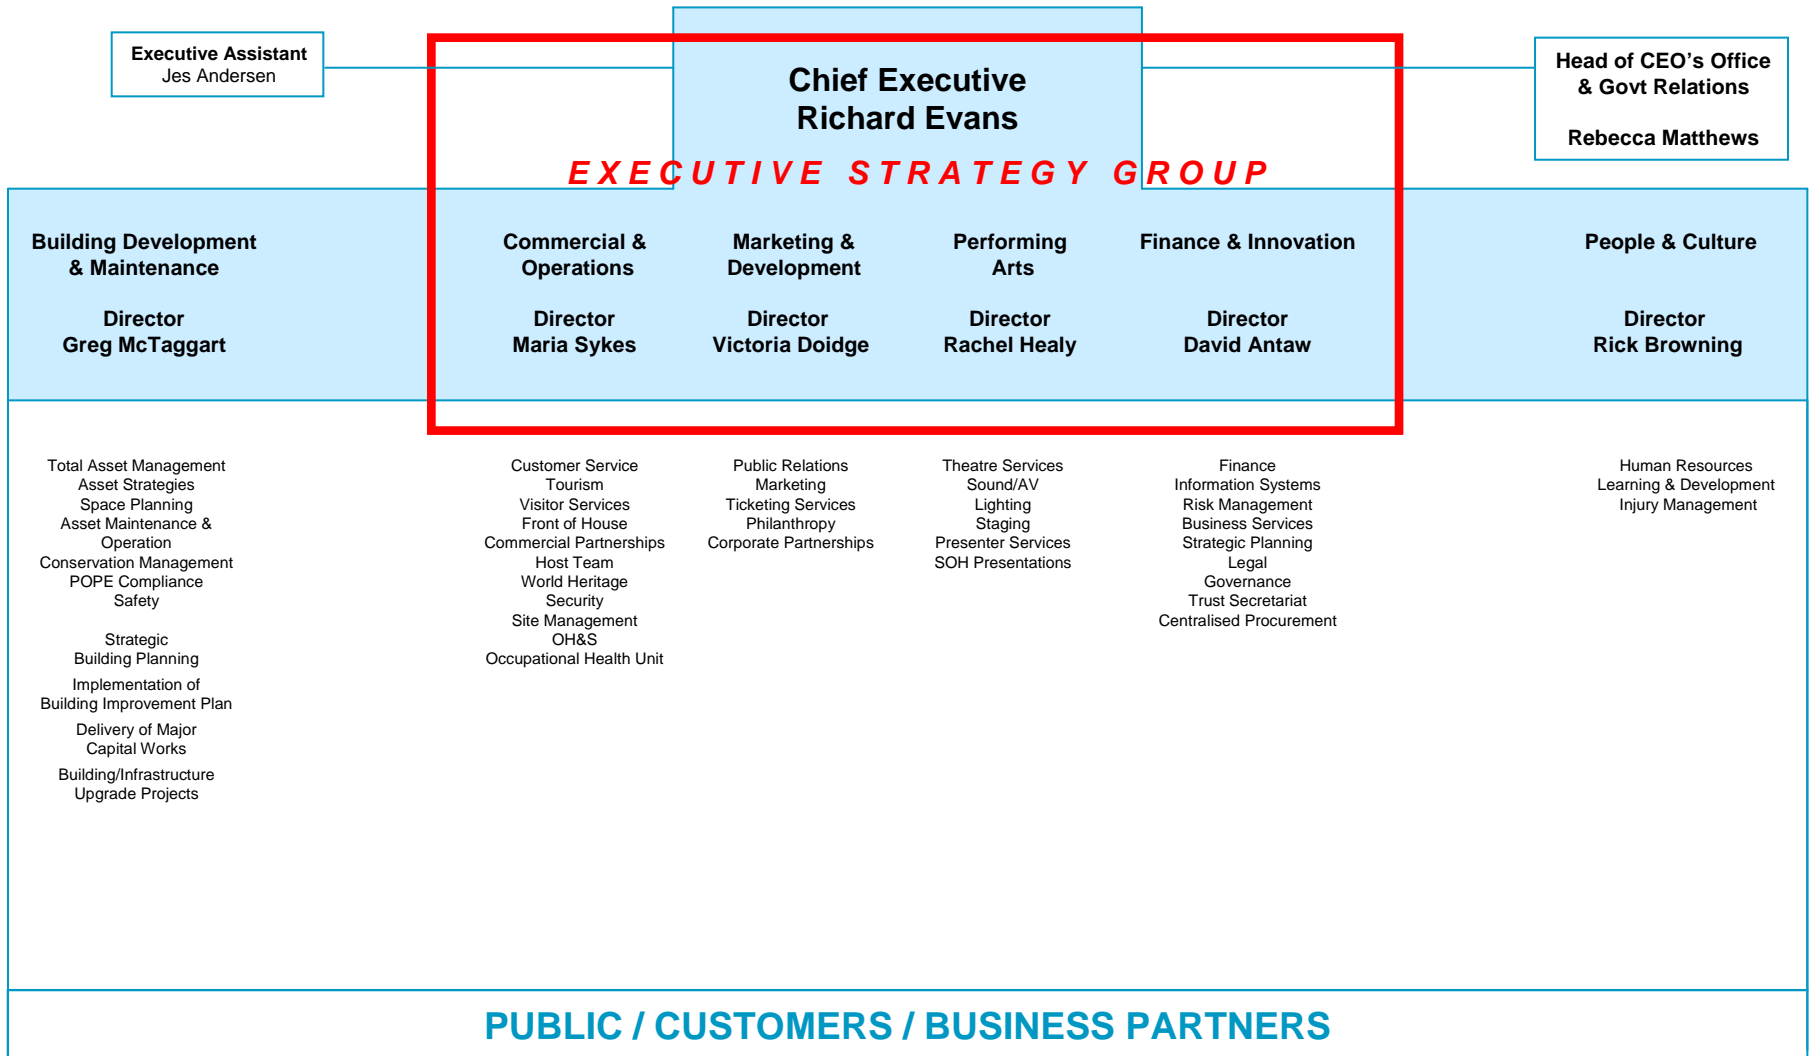 Executive Assistant
Jes Andersen
Chief Executive
Richard Evans
Head of CEO’s Office
& Govt Relations
Rebecca Matthews
EXECUTIVE STRATEGY GROUP
Building Development
& Maintenance
Director
Greg McTaggart
Commercial &
Operations
Director
Maria Sykes
Marketing &
Development
Director
Victoria Doidge
Performing
Arts
Director
Rachel Healy
Finance & Innovation
Director
David Antaw
People & Culture
Director
Rick Browning
Total Asset Management
Asset Strategies
Space Planning
Asset Maintenance &
Operation
Conservation Management
POPE Compliance
Safety
Strategic
Building Planning
Implementation of
Building Improvement Plan
Delivery of Major
Capital Works
Building/Infrastructure
Upgrade Projects
Customer Service
Tourism
Visitor Services
Front of House
Commercial Partnerships
Host Team
World Heritage
Security
Site Management
OH&S
Occupational Health Unit
Public Relations
Marketing
Ticketing Services
Philanthropy
Corporate Partnerships
Theatre Services
Sound/AV
Lighting
Staging
Presenter Services
SOH Presentations
Finance
Information Systems
Risk Management
Business Services
Strategic Planning
Legal
Governance
Trust Secretariat
Centralised Procurement
Human Resources
Learning & Development
Injury Management
PUBLIC / CUSTOMERS / BUSINESS PARTNERS